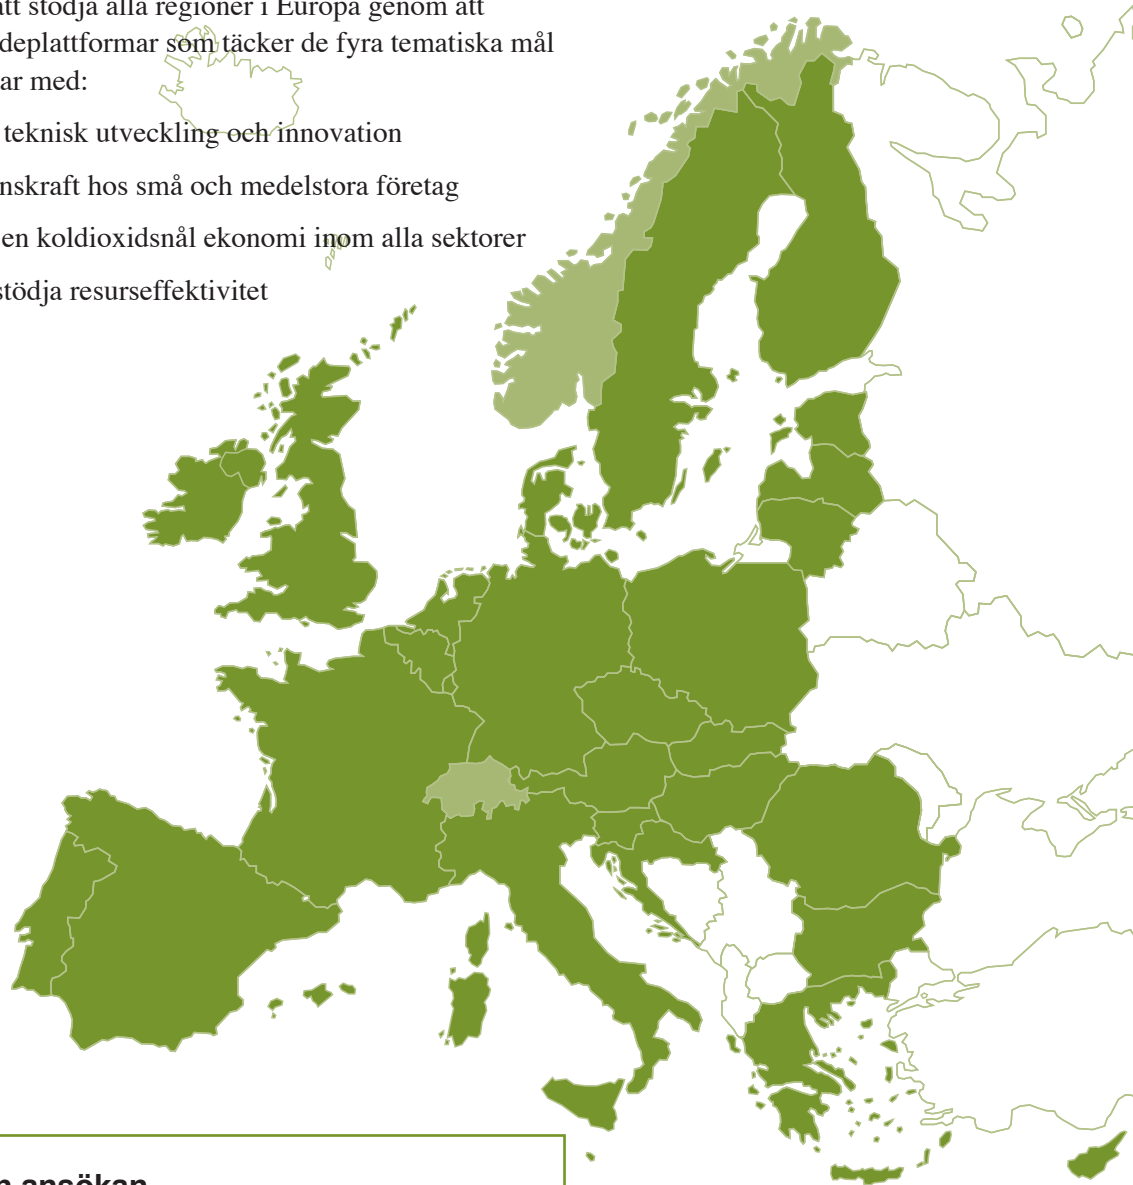 att stödja alla regioner i Europa genom att
deplattformar som täcker de fyra tematiska mål
ar med:
teknisk utveckling och innovation
nskraft hos små och medelstora företag
en koldioxidsnål ekonomi inom alla sektorer
stödja resurseffektivitet
ansökan